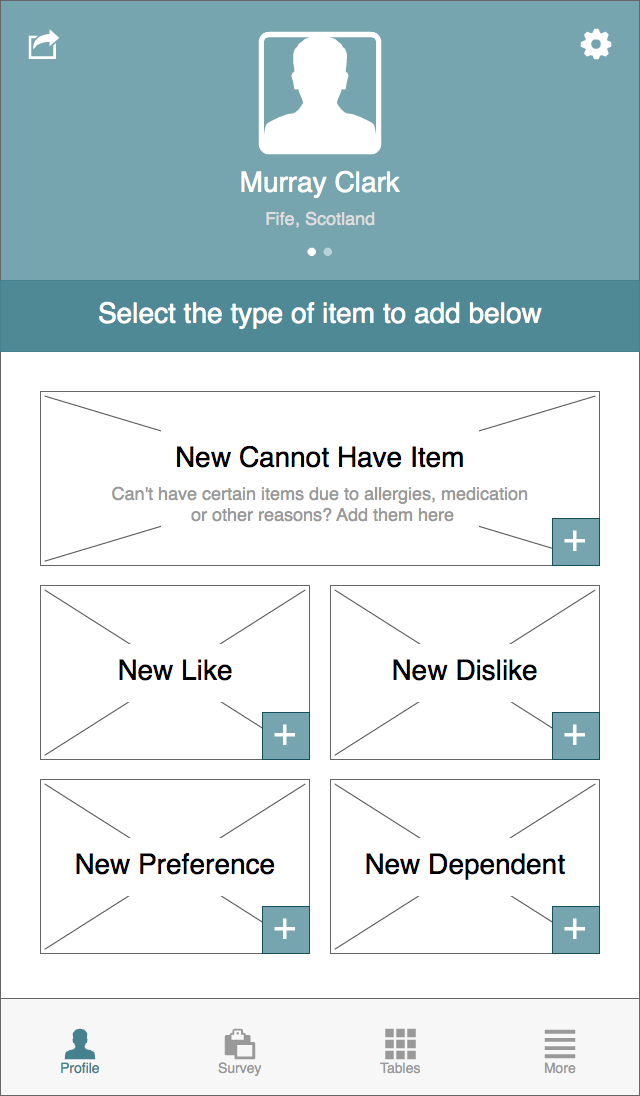 Murray Clark
Fife, Scotland
Select the type of item to add below
New Cannot Have Item
Can't have certain items due to allergies, medication
or other reasons? Add them here
New Like
New Dislike
New Preference
New Dependent
Profile
Survey
Tables
More